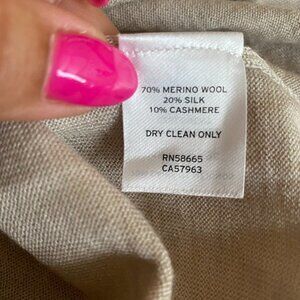 70% MERINO WOOL
20% SILK
10% CASHMERE
DRY CLEAN ONLY
RN58665
CA57963